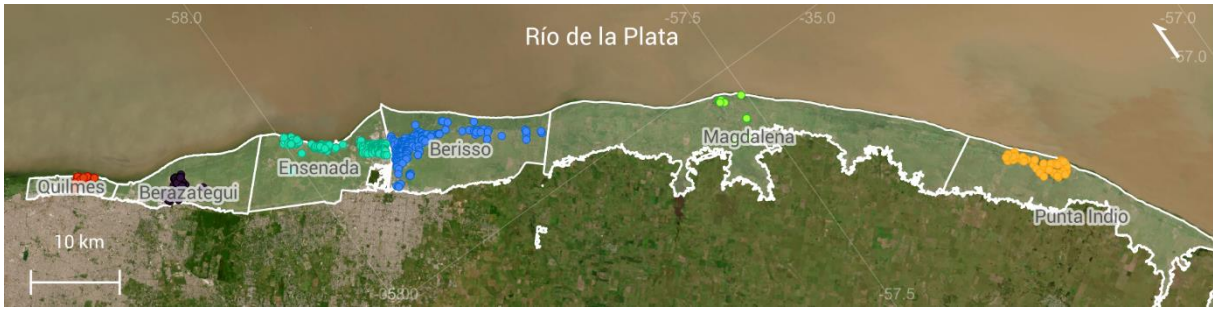 -58.0
-57.5
-35.0
-57.0
Río de la Plata
-57.0
Magdalena
Berisso
Ensenada
Quilmes
Berazategui
Punta Indio
10 km
-57.5